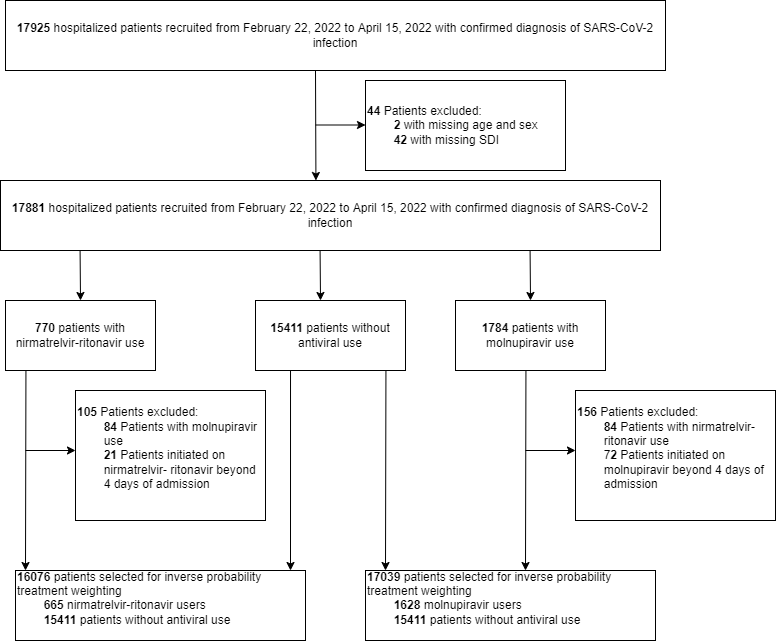 17925 hospitalized patients recruited from February 22, 2022 to April 15, 2022 with confirmed diagnosis of SARS-CoV-2
infection
44 Patients excluded:
2 with missing age and sex
42 with missing SDI
17881 hospitalized patients recruited from February 22, 2022 to April 15, 2022 with confirmed diagnosis of SARS-CoV-2
infection
770 patients with
nirmatrelvir-ritonavir use
15411 patients without
antiviral use
1784 patients with
molnupiravir use
105 Patients excluded:
84 Patients with molnupiravir
use
21 Patients initiated on
nirmatrelvir- ritonavir beyond
4 days of admission
156 Patients excluded:
84 Patients with nirmatrelvir-
ritonavir use
72 Patients initiated on
molnupiravir beyond 4 days of
admission
16076 patients selected for inverse probability
treatment weighting
665 nirmatrelvir-ritonavir users
15411 patients without antiviral use
17039 patients selected for inverse probability
treatment weighting
1628 molnupiravir users
15411 patients without antiviral use